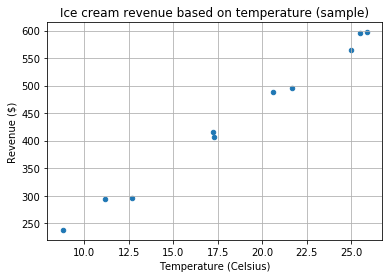 Ice cream revenue based on temperature (sample)
Revenue ($)
600
550
500
450
400
350
300
250
10.0 12.5 15.0 17.5 20.0 22.5 25.0
Temperature (Celsius)